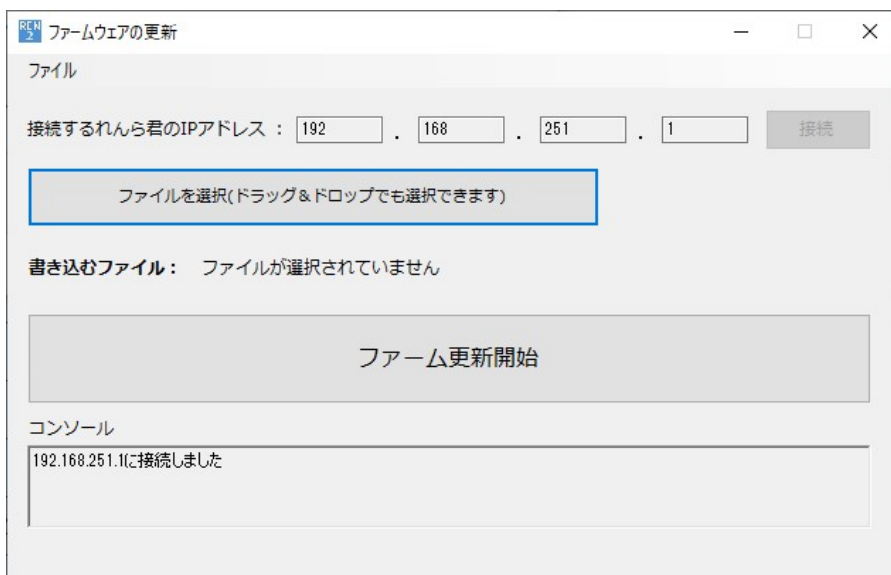 REN 2 ファームウェアの更新
ファイル
接続するれんら君のIPアドレス : 192 . 168 . 251 . 1 接続
ファイルを選択(ドラッグ＆ドロップでも選択できます)
書き込むファイル： ファイルが選択されていません
ファーム更新開始
コンソール
192.168.251.1に接続しました